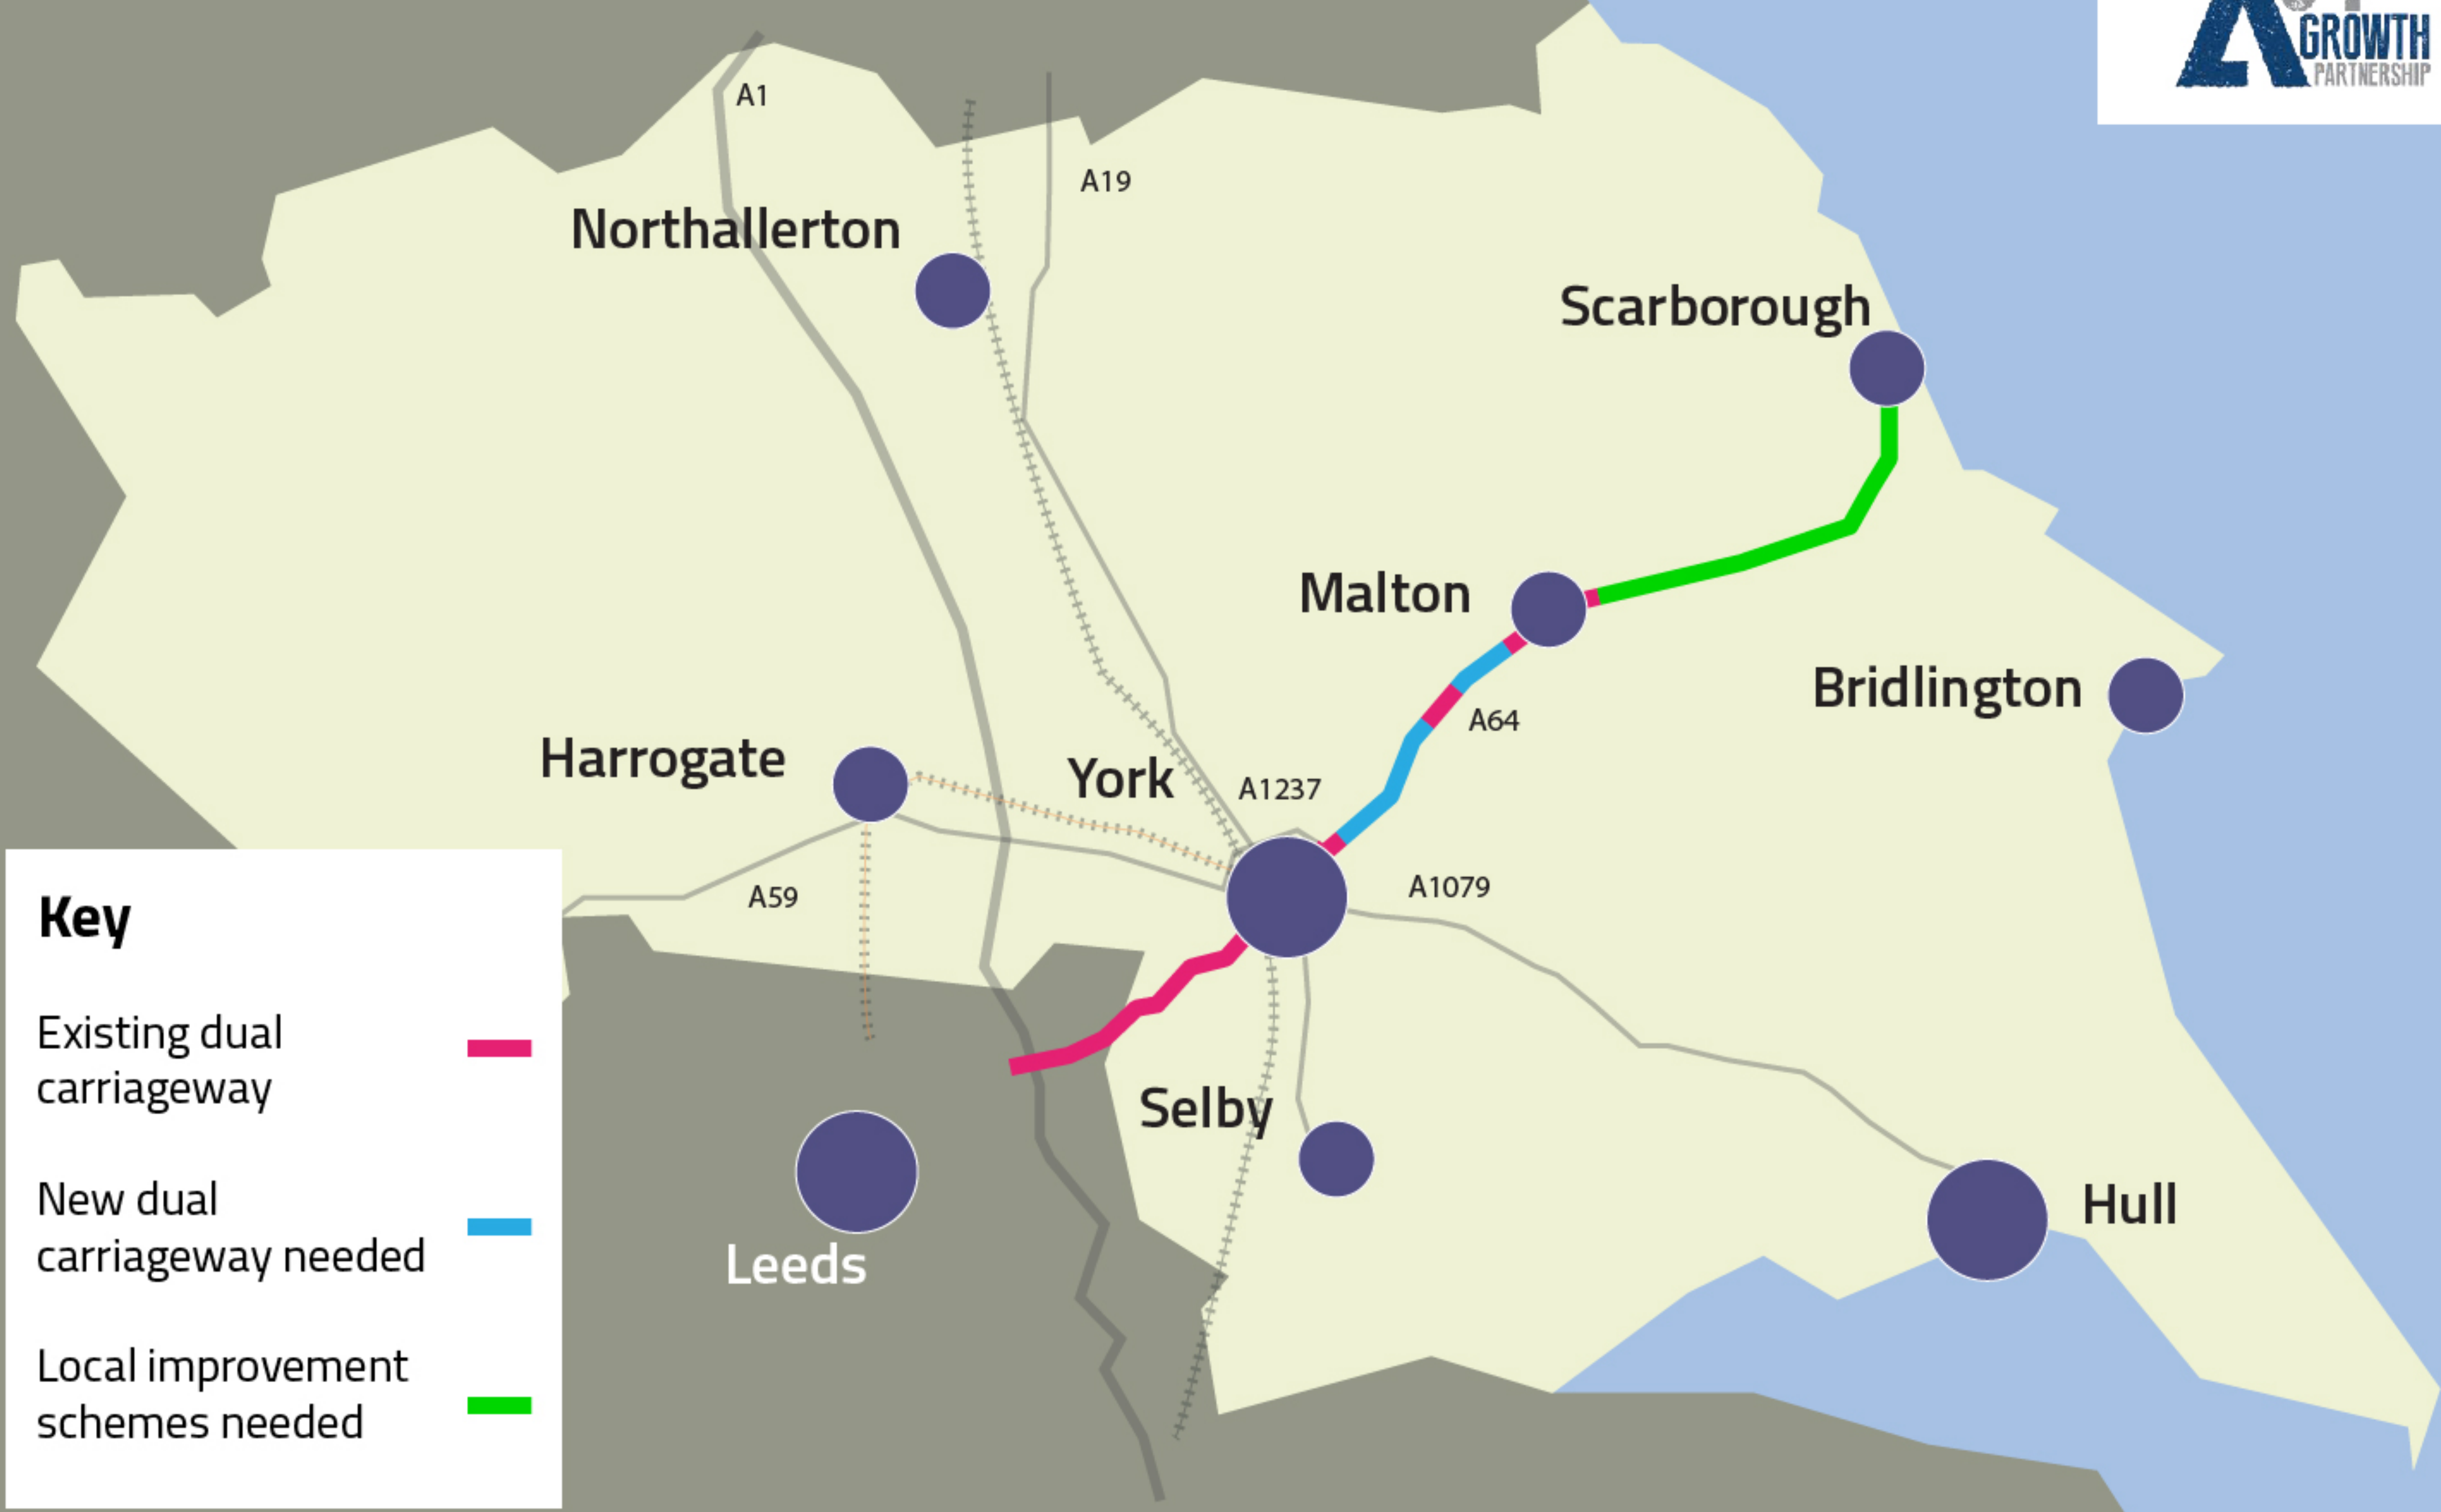 GROWTH
PARTNERSHIP
A1
A19
Northallerton
Scarborough
Malton
Bridlington
A64
Harrogate
York
A1237
A59
A1079
Selby
Hull
Leeds
Key
Existing dual
carriageway
New dual
carriageway needed
Local improvement
schemes needed